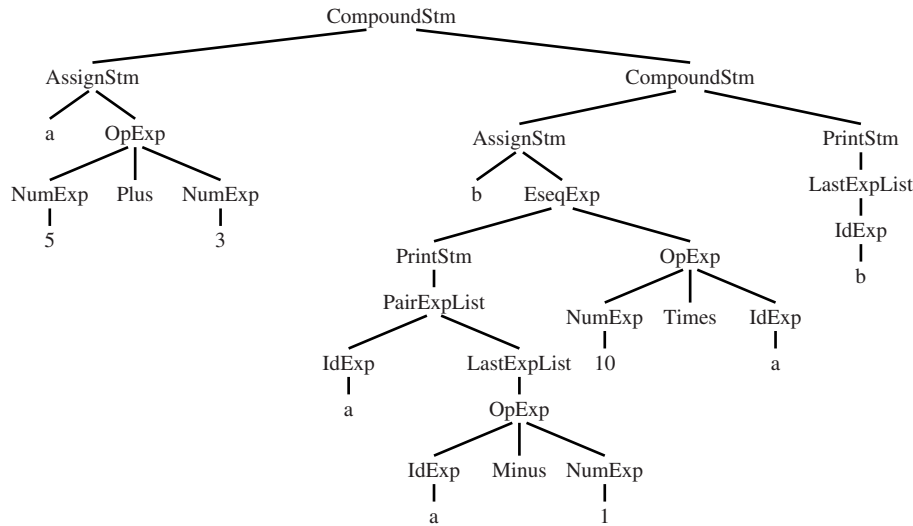 CompoundStm
AssignStm CompoundStm
a OpExp AssignStm PrintStm
NumExp Plus NumExp b EseqExp LastExpList
5 3 IdExp
PrintStm OpExp b
PairExpList
NumExp Times IdExp
IdExp LastExpList 10 a
a OpExp
IdExp Minus NumExp
a 1